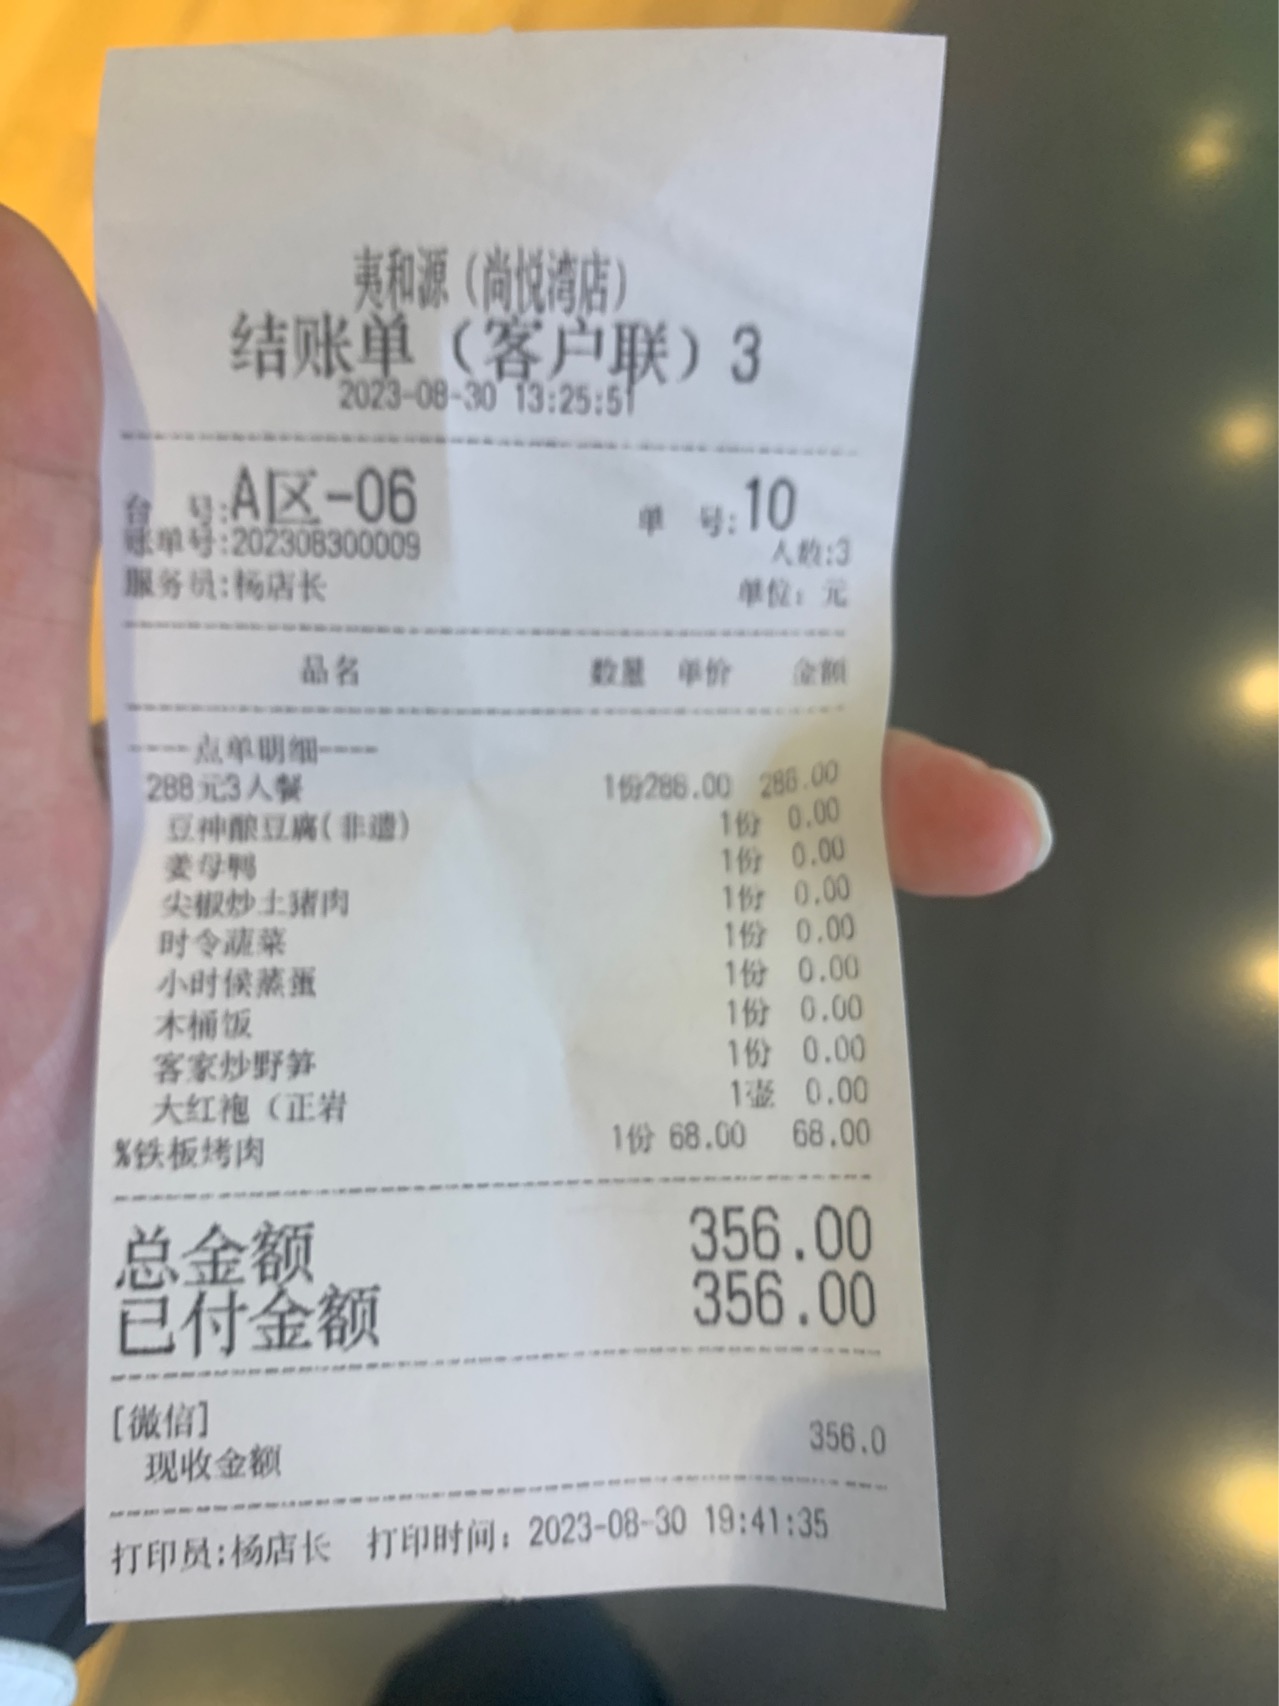 夷和源（尚悦湾店）
结账单（客户联）3
2023-08-30 13:25:51
台 号:A区-06 单 号:10
账单号:202308300009 人数:3
服务员:杨店长 单位：元
品名 数量 单价 金额
----点单明细----
288元3人餐 1份288.00 288.00
豆神酿豆腐(非遗) 1份 0.00
姜母鸭 1份 0.00
尖椒炒土猪肉 1份 0.00
时令蔬菜 1份 0.00
小时候蒸蛋 1份 0.00
木桶饭 1份 0.00
客家炒野笋 1份 0.00
大红袍（正岩 1壶 0.00
%铁板烤肉 1份 68.00 68.00
总金额 356.00
已付金额 356.00
[微信]
现收金额 356.0
打印员:杨店长 打印时间：2023-08-30 19:41:35